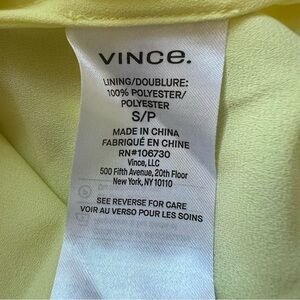 VINCE.
LINING/DOUBLURE:
100% POLYESTER/
POLYESTER
S/P
MADE IN CHINA
FABRIQUÉ EN CHINE
RN#106730
Vince, LLC
500 Fifth Avenue, 20th Floor
New York, NY 10110
SEE REVERSE FOR CARE
VOIR AU VERSO POUR LES SOINS